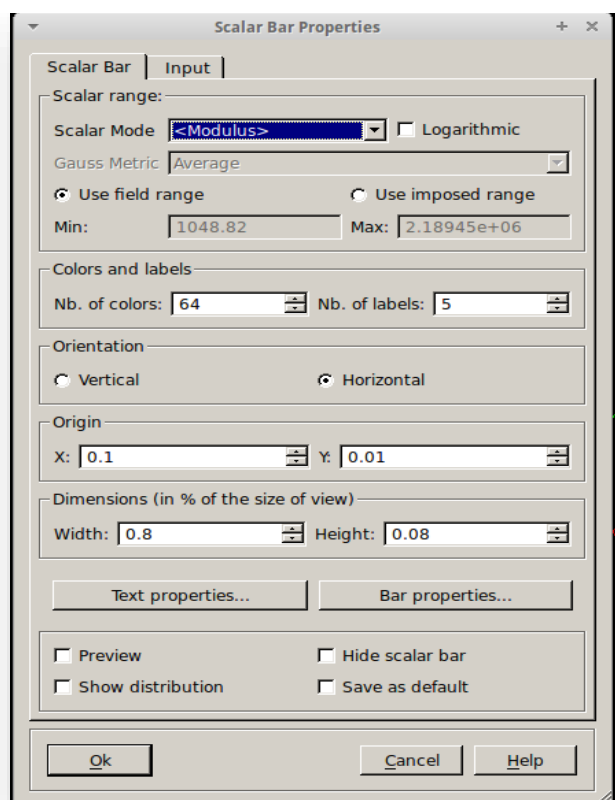 Scalar Bar Properties
Scalar Bar Input
Scalar range:
Scalar Mode <Modulus> Logarithmic
Gauss Metric Average
Use field range Use imposed range
Min: 1048.82 Max: 2.18945e+06
Colors and labels
Nb. of colors: 64 Nb. of labels: 5
Orientation
Vertical Horizontal
Origin
X: 0.1 Y: 0.01
Dimensions (in % of the size of view)
Width: 0.8 Height: 0.08
Text properties... Bar properties...
Preview Hide scalar bar
Show distribution Save as default
Ok Cancel Help